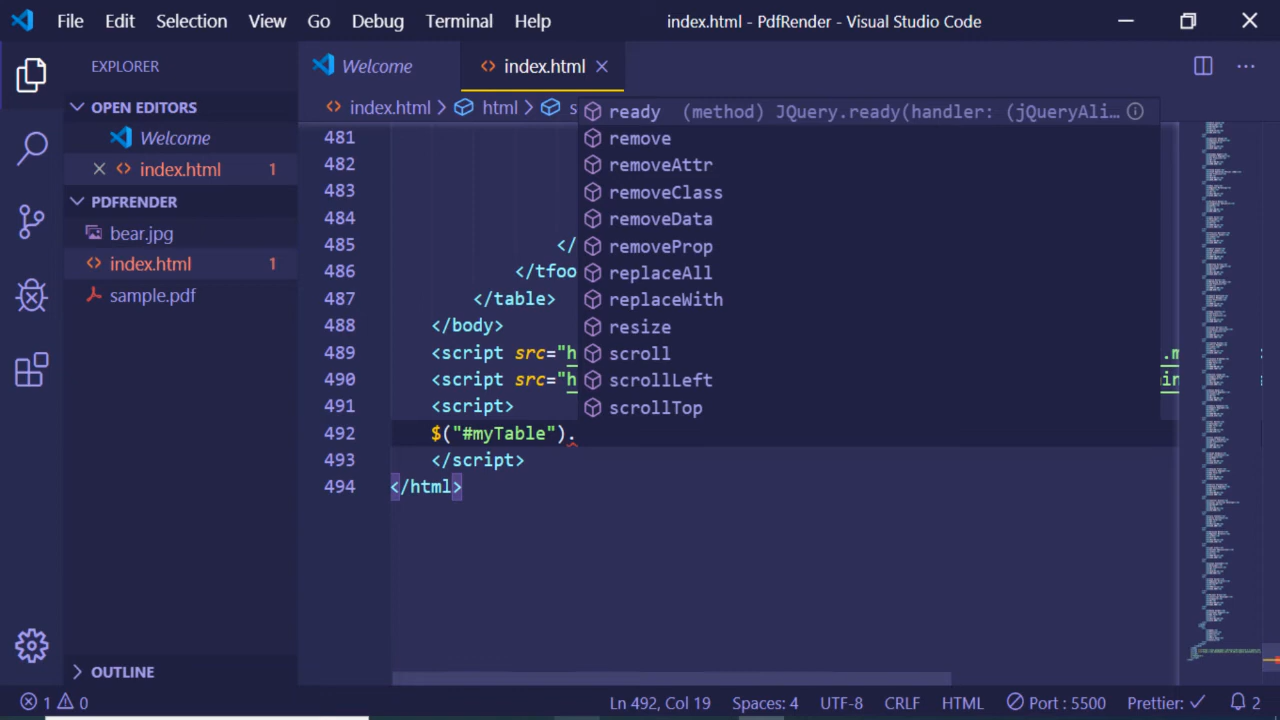 File Edit Selection View Go Debug Terminal Help index.html - PdfRender - Visual Studio Code
EXPLORER
OPEN EDITORS
Welcome
index.html 1
PDFRENDER
bear.jpg
index.html 1
sample.pdf
OUTLINE
Welcome index.html
index.html html s
ready (method) JQuery.ready(handler: (jQueryAli…
remove
removeAttr
removeClass
removeData
removeProp
replaceAll
replaceWith
resize
scroll
scrollLeft
scrollTop
481
482
483
484
485 </
486 </tfoo
487 </table>
488 </body>
489 <script src="h .m
490 <script src="h in
491 <script>
492 $("#myTable").
493 </script>
494 </html>
1 0 Ln 492, Col 19 Spaces: 4 UTF-8 CRLF HTML Port : 5500 Prettier: 2